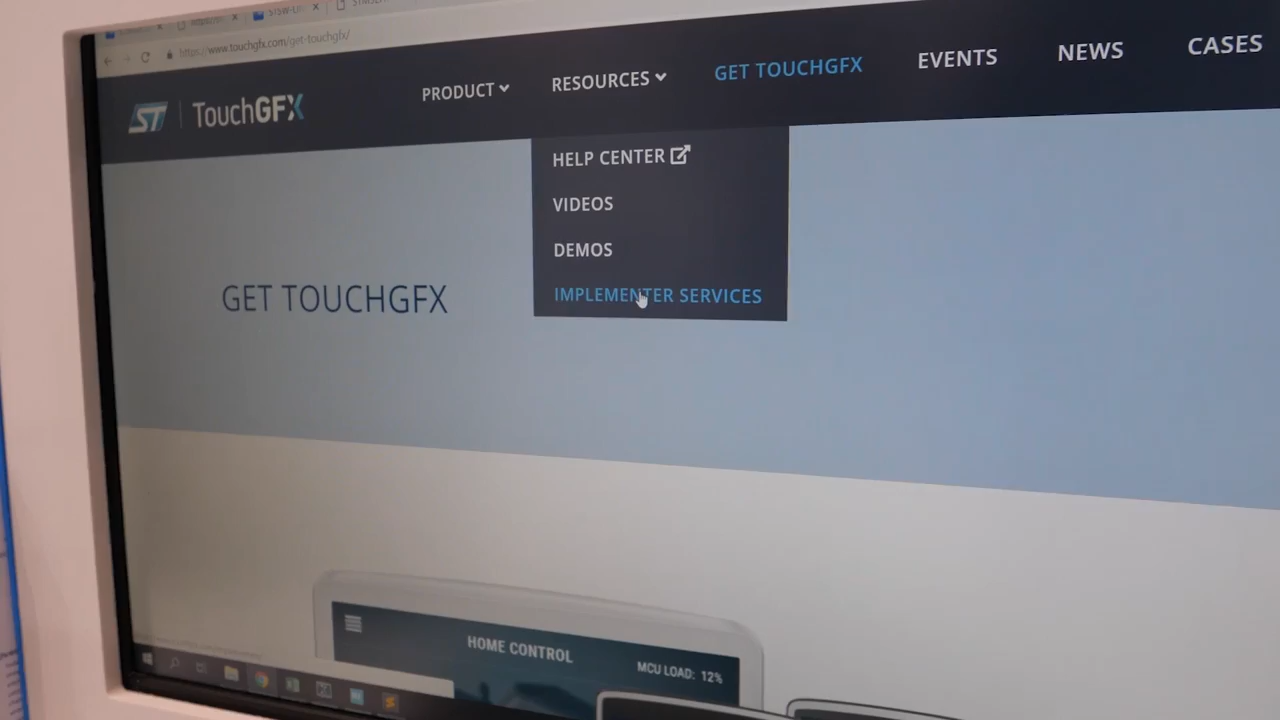 https://www.touchgfx.com/get-touchgfx/
ST | TouchGFX
PRODUCT
RESOURCES
GET TOUCHGFX
EVENTS
NEWS
CASES
HELP CENTER
VIDEOS
DEMOS
IMPLEMENTER SERVICES
GET TOUCHGFX
HOME CONTROL
MCU LOAD: 12%